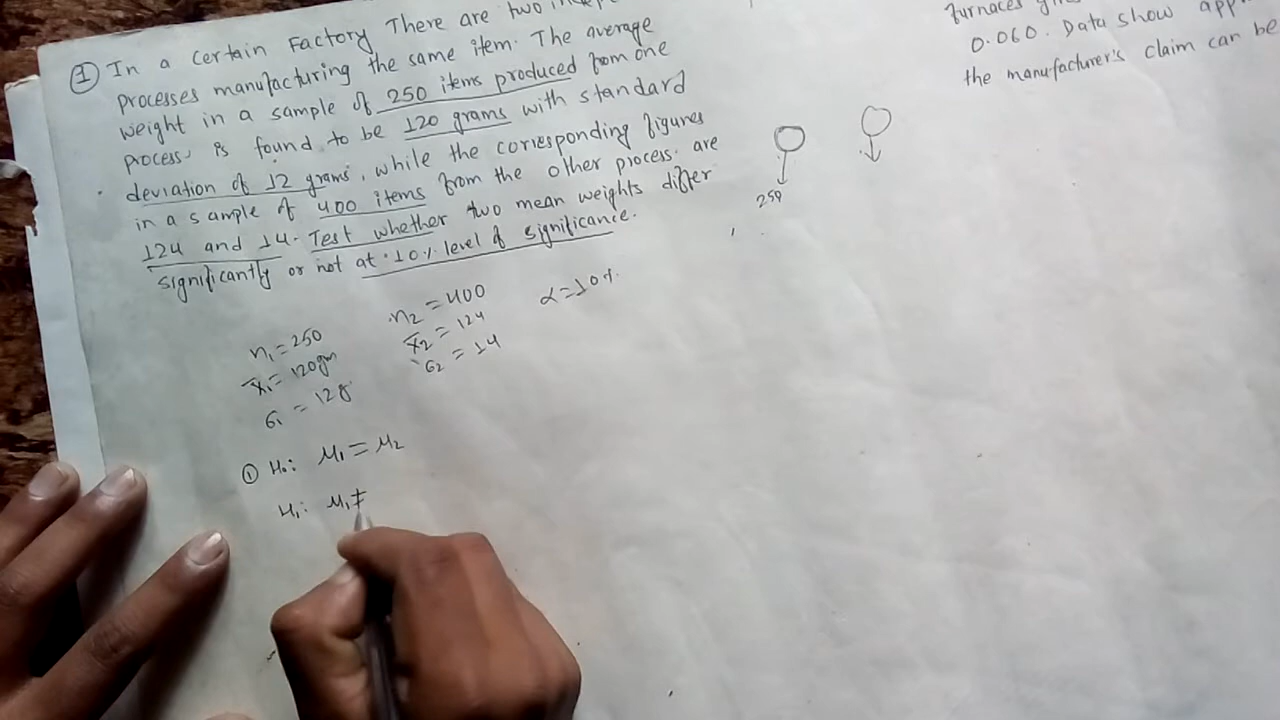 ① In a certain Factory There are two
processes manufacturing the same item. The average
weight in a sample of 250 items produced from one
process is found to be 120 grams with standard
deviation of 12 grams, while the corresponding figures
in a sample of 400 items from the other process are
124 and 14. Test whether two mean weights differ
significantly or not at 10% level of significance.
furnaces
0.060. Data show
the manufacturer's claim can be
250
n₁ = 250
x̄₁ = 120gm
σ₁ = 12g
n₂ = 400
x̄₂ = 124
σ₂ = 14
α = 10%
① H₀: μ₁ = μ₂
H₁: μ₁ ≠